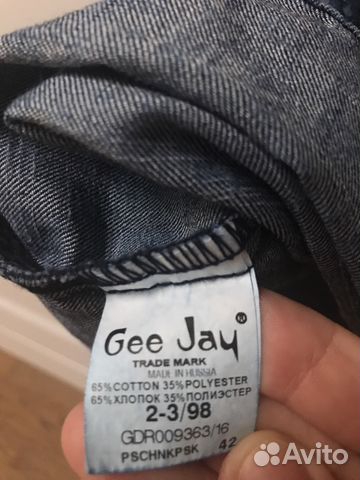 Gee Jay
TRADE MARK
MADE IN RUSSIA
65% COTTON 35% POLYESTER
65% ХЛОПОК 35% ПОЛИЭСТЕР
2-3/98
GDR009363/16
PSCHNKPSK 42
Avito